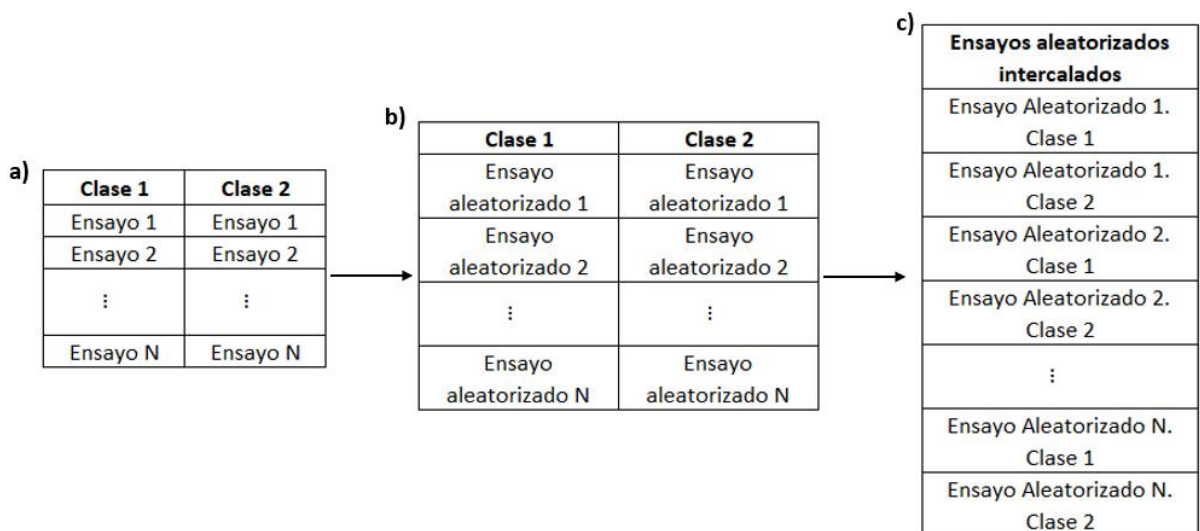 a)
Clase 1 Clase 2
Ensayo 1 Ensayo 1
Ensayo 2 Ensayo 2
⋮ ⋮
Ensayo N Ensayo N
b)
Clase 1 Clase 2
Ensayo Ensayo
aleatorizado 1 aleatorizado 1
Ensayo Ensayo
aleatorizado 2 aleatorizado 2
⋮ ⋮
Ensayo Ensayo
aleatorizado N aleatorizado N
c)
Ensayos aleatorizados
intercalados
Ensayo Aleatorizado 1.
Clase 1
Ensayo Aleatorizado 1.
Clase 2
Ensayo Aleatorizado 2.
Clase 1
Ensayo Aleatorizado 2.
Clase 2
⋮
Ensayo Aleatorizado N.
Clase 1
Ensayo Aleatorizado N.
Clase 2